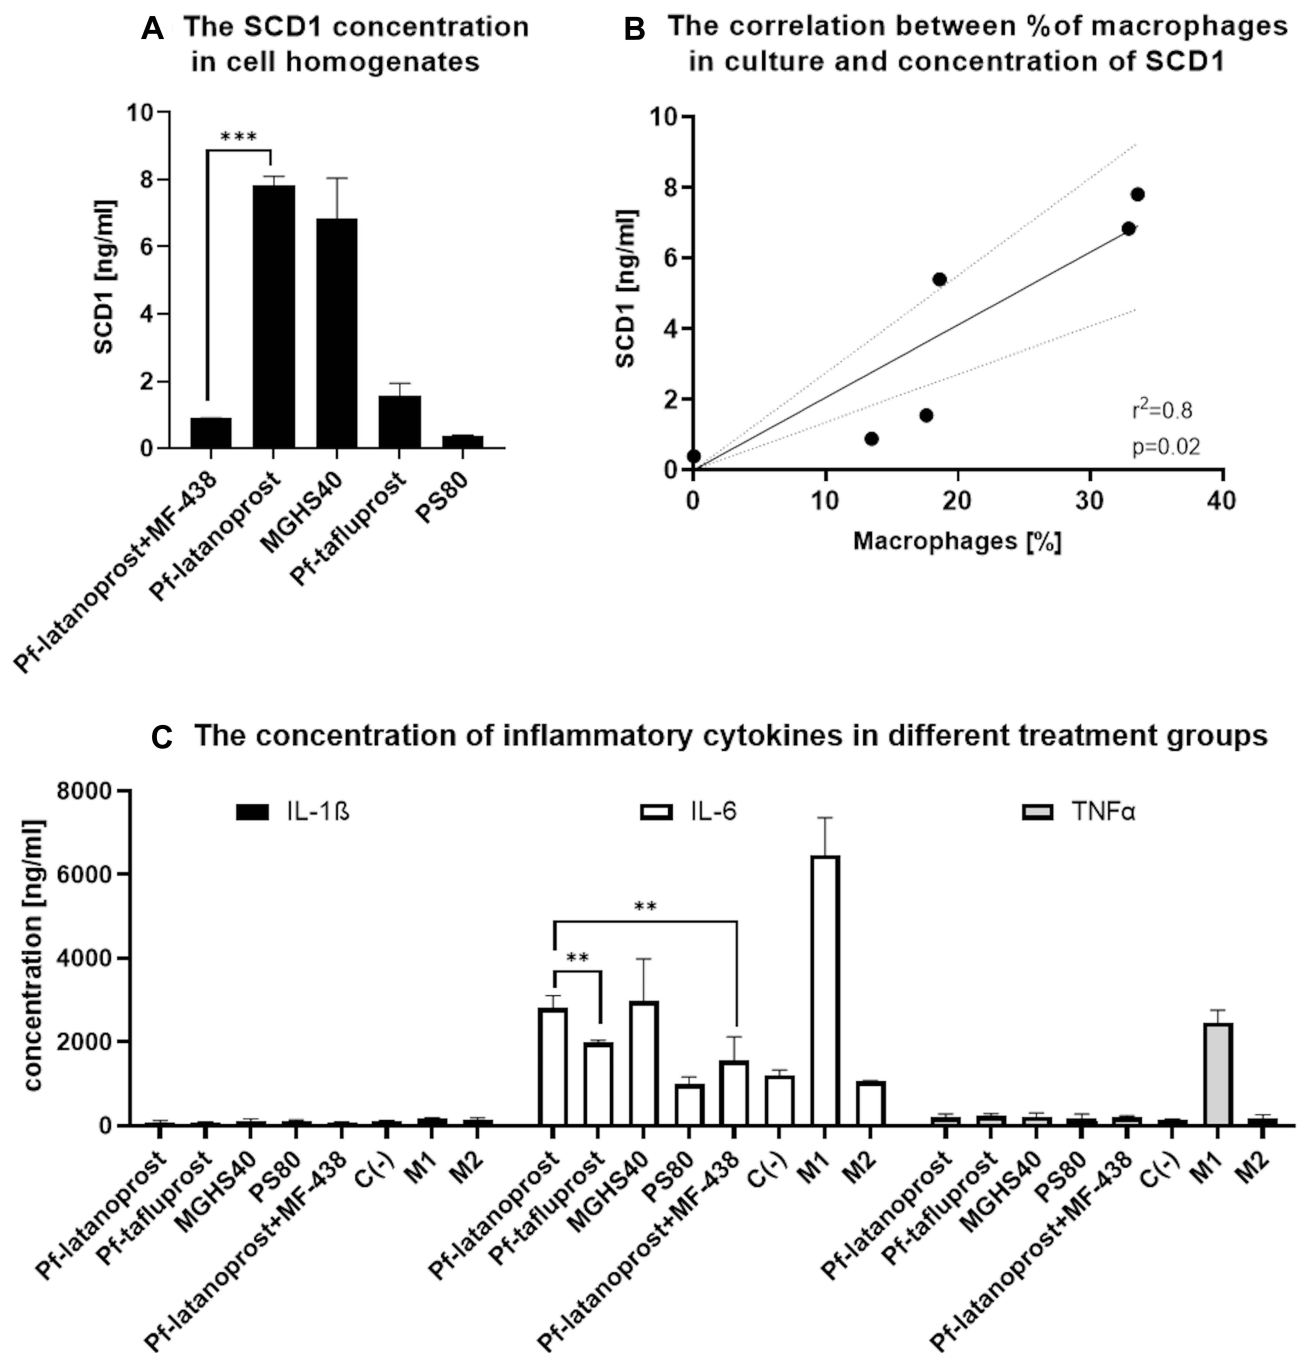 A The SCD1 concentration
in cell homogenates
10
8
6
4
2
0
SCD1 [ng/ml]
***
Pf-latanoprost+MF-438
Pf-latanoprost
MGHS40
Pf-tafluprost
PS80
B The correlation between %of macrophages
in culture and concentration of SCD1
10
8
6
4
2
0
SCD1 [ng/ml]
r²=0.8
p=0.02
0 10 20 30 40
Macrophages [%]
C The concentration of inflammatory cytokines in different treatment groups
8000
6000
4000
2000
0
concentration [ng/ml]
IL-1ß IL-6 TNFα
**
**
Pf-latanoprost
Pf-tafluprost
MGHS40
PS80
Pf-latanoprost+MF-438
C(-)
M1
M2
Pf-latanoprost
Pf-tafluprost
MGHS40
PS80
Pf-latanoprost+MF-438
C(-)
M1
M2
Pf-latanoprost
Pf-tafluprost
MGHS40
PS80
Pf-latanoprost+MF-438
C(-)
M1
M2